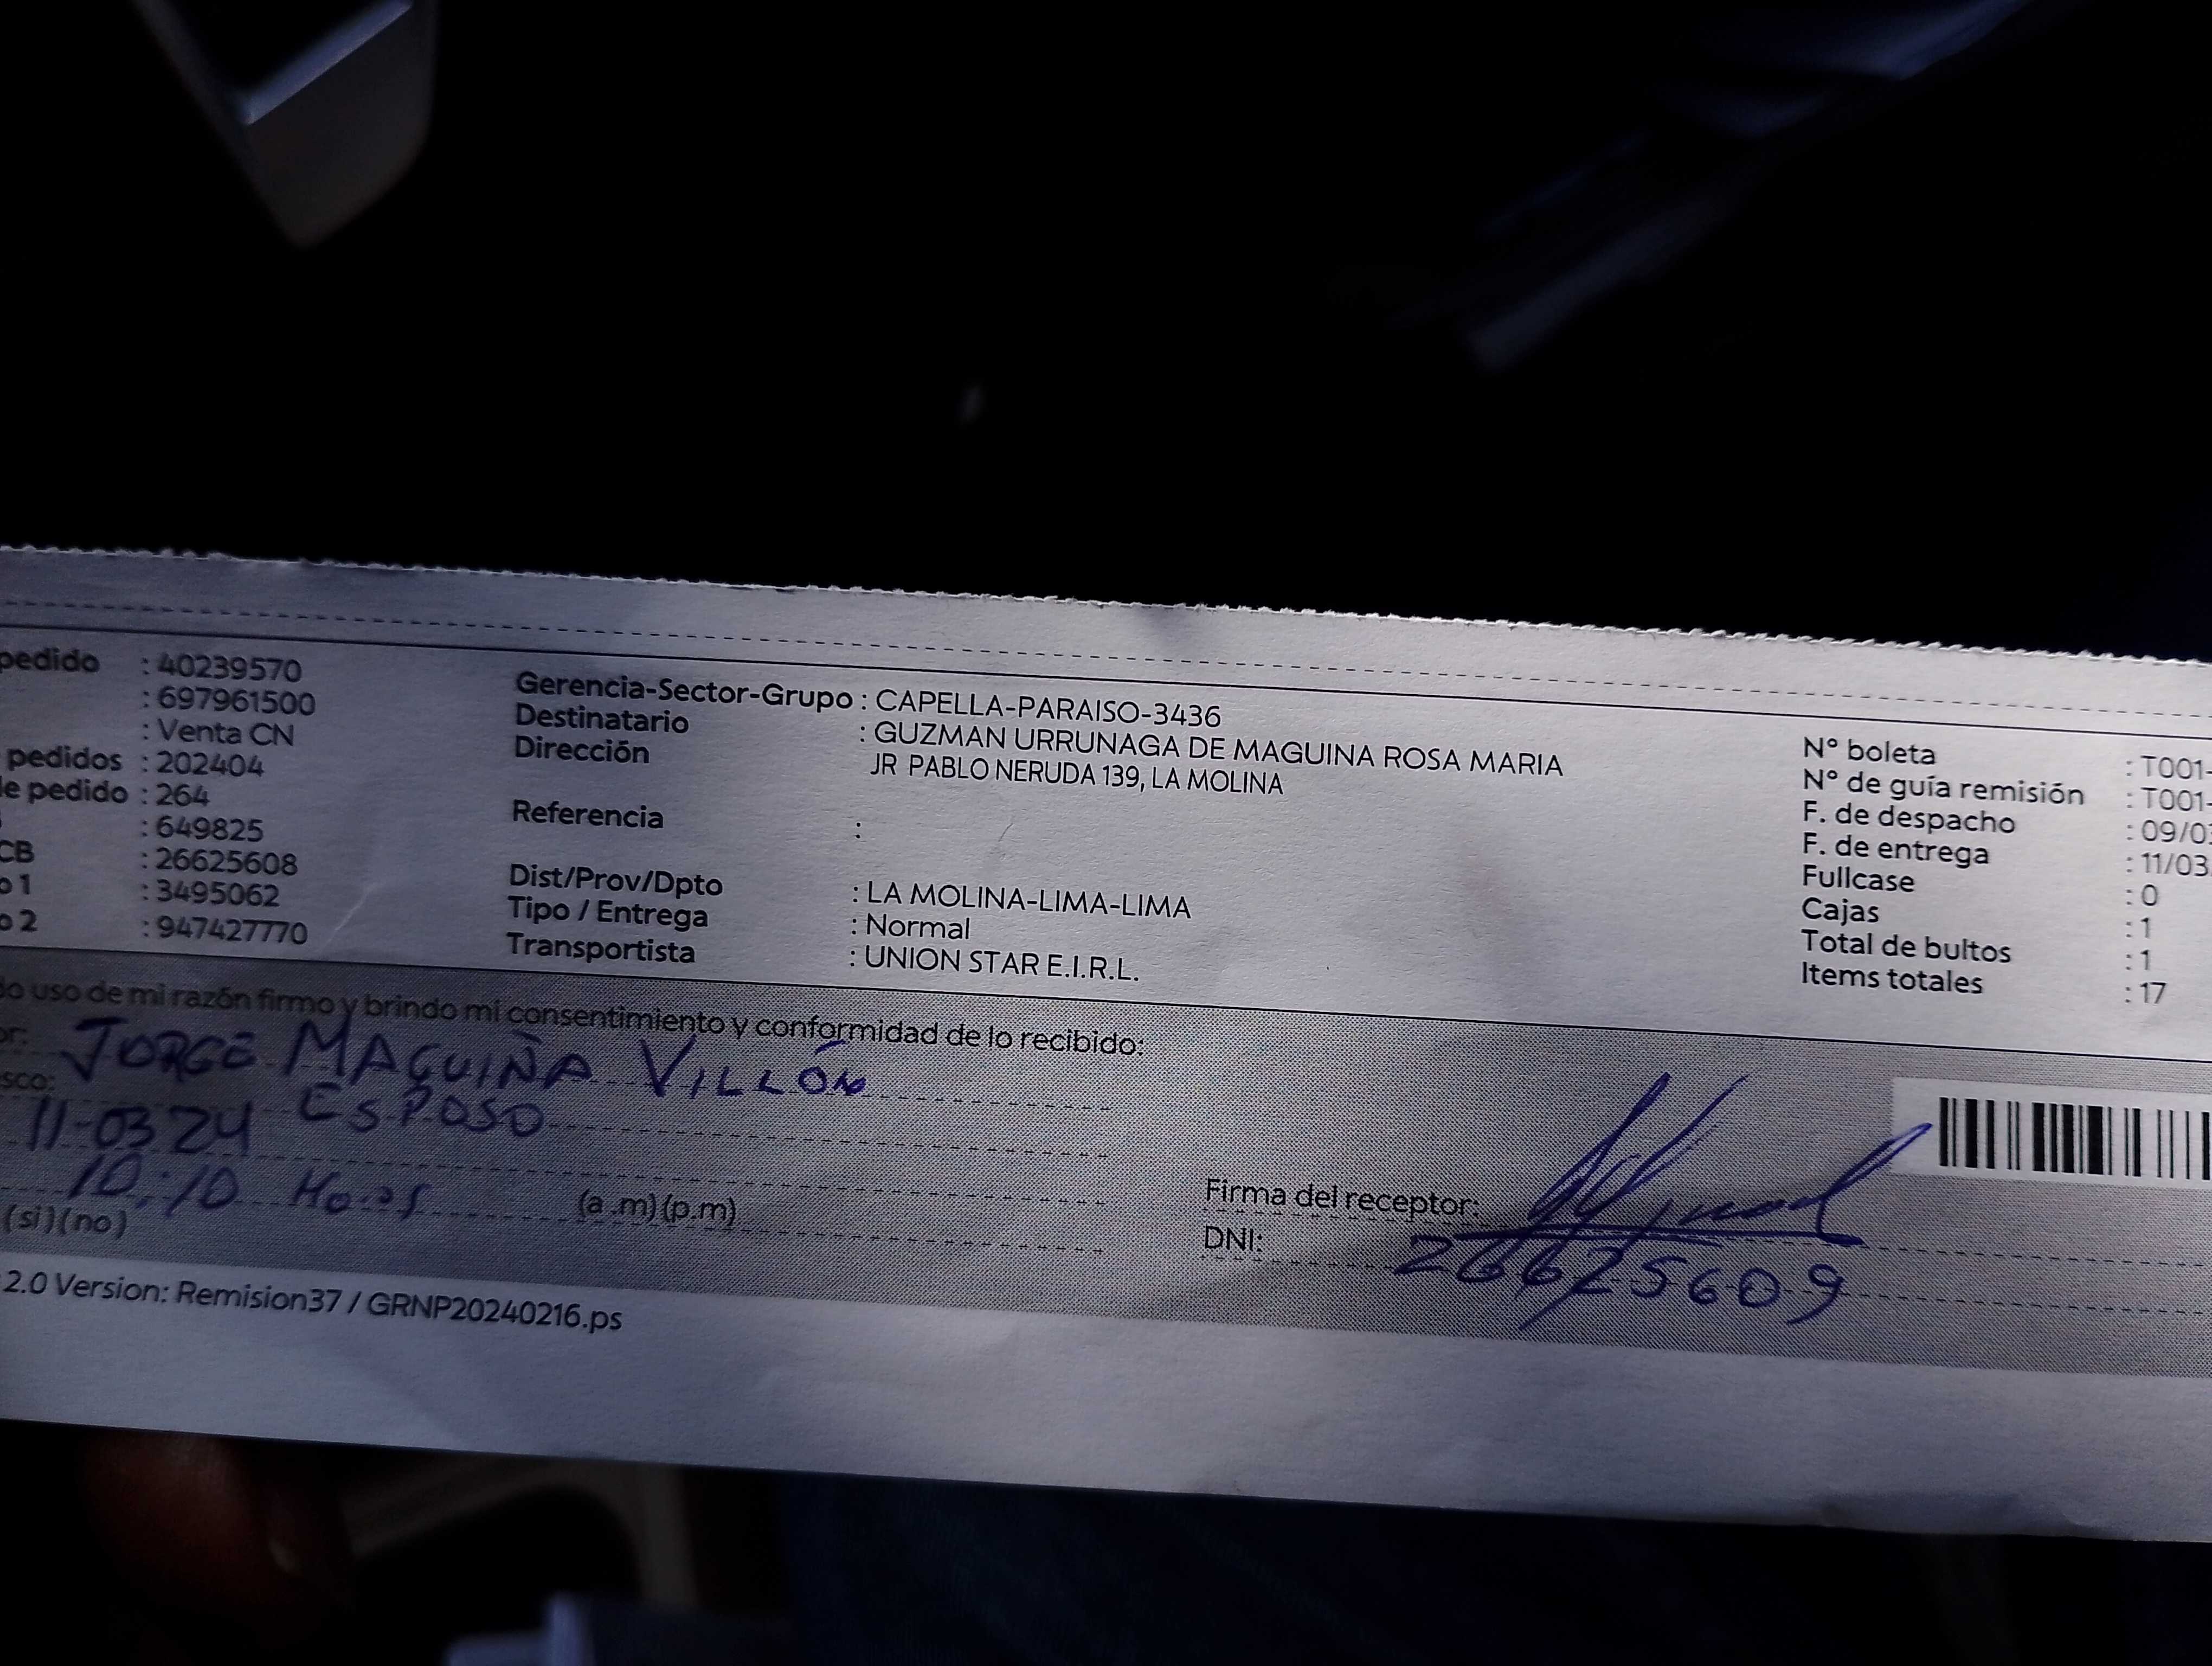 pedido : 40239570
: 697961500
: Venta CN
pedidos : 202404
le pedido : 264
: 649825
CB : 26625608
o 1 : 3495062
o 2 : 947427770
Gerencia-Sector-Grupo : CAPELLA-PARAISO-3436
Destinatario : GUZMAN URRUNAGA DE MAGUINA ROSA MARIA
Dirección JR PABLO NERUDA 139, LA MOLINA
Referencia :
Dist/Prov/Dpto : LA MOLINA-LIMA-LIMA
Tipo / Entrega : Normal
Transportista : UNION STAR E.I.R.L.
N° boleta : T001-
N° de guía remisión : T001-
F. de despacho : 09/03
F. de entrega : 11/03
Fullcase : 0
Cajas : 1
Total de bultos : 1
Items totales : 17
do uso de mi razón firmo y brindo mi consentimiento y conformidad de lo recibido:
or: JORGE MAGUIÑA VILLÓN
sco: ESPOSO
11-03 24
10:10 Horas (a.m)(p.m)
(si)(no)
Firma del receptor:
DNI: 26625609
2.0 Version: Remision37 / GRNP20240216.ps